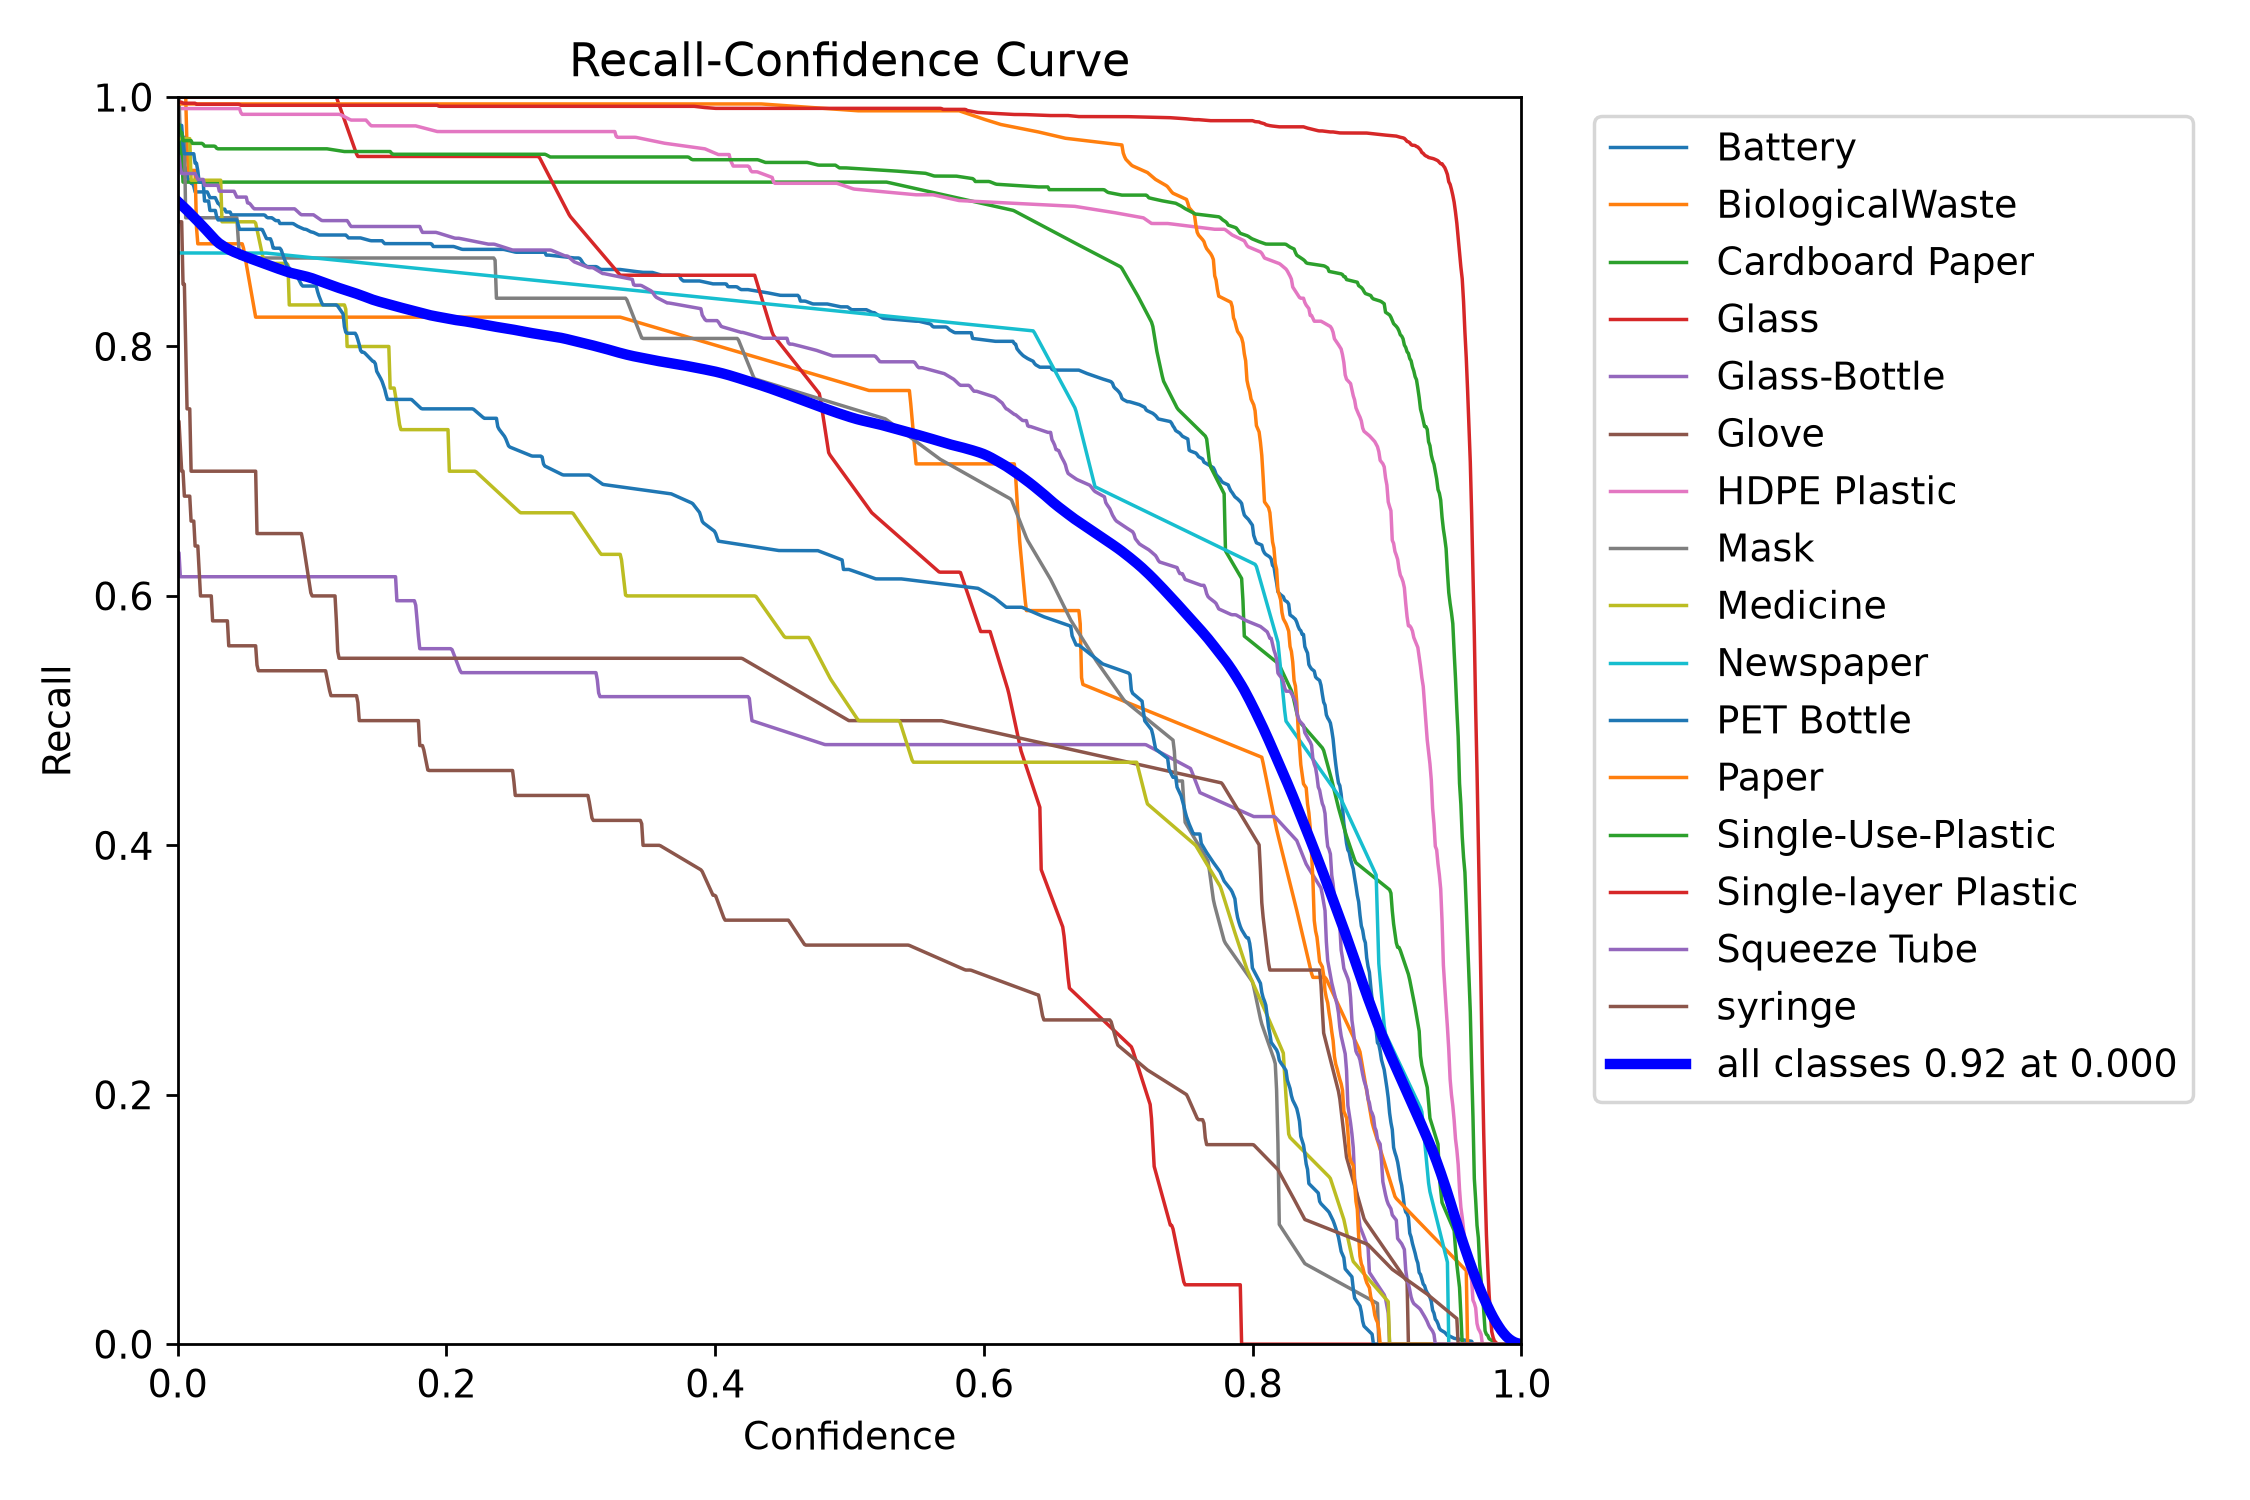 Recall-Confidence Curve
1.0
0.8
0.6
0.4
0.2
0.0
Recall
0.0 0.2 0.4 0.6 0.8 1.0
Confidence
Battery
BiologicalWaste
Cardboard Paper
Glass
Glass-Bottle
Glove
HDPE Plastic
Mask
Medicine
Newspaper
PET Bottle
Paper
Single-Use-Plastic
Single-layer Plastic
Squeeze Tube
syringe
all classes 0.92 at 0.000